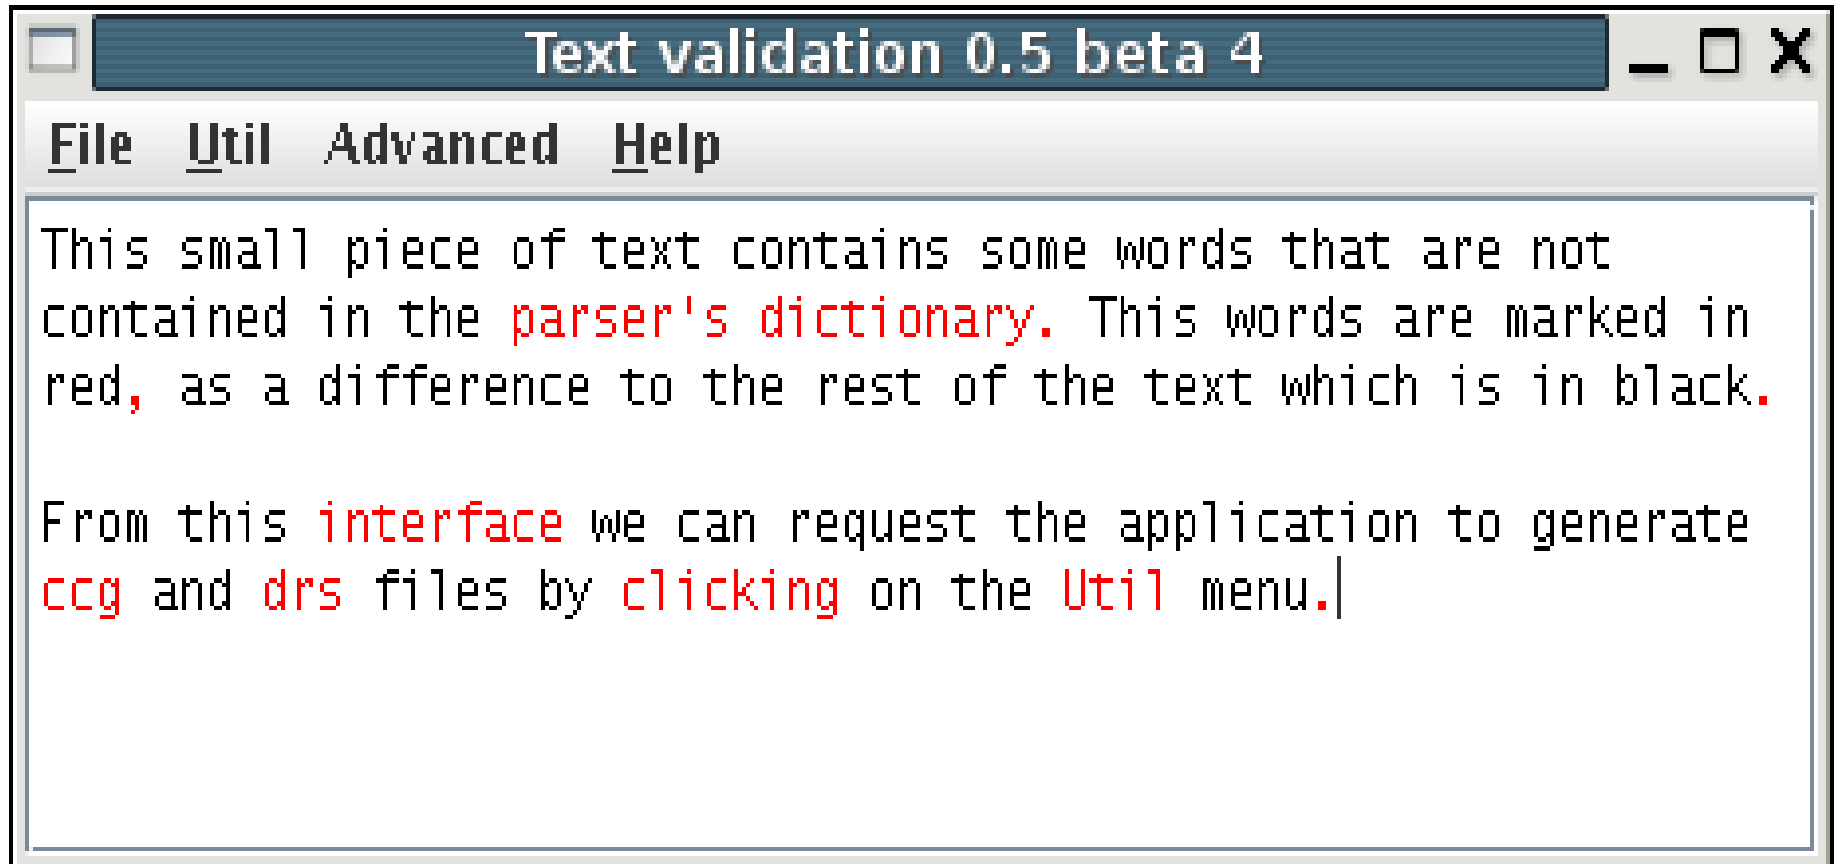 Text validation 0.5 beta 4
File Util Advanced Help
This small piece of text contains some words that are not
contained in the parser's dictionary. This words are marked in
red, as a difference to the rest of the text which is in black.
From this interface we can request the application to generate
ccg and drs files by clicking on the Util menu.